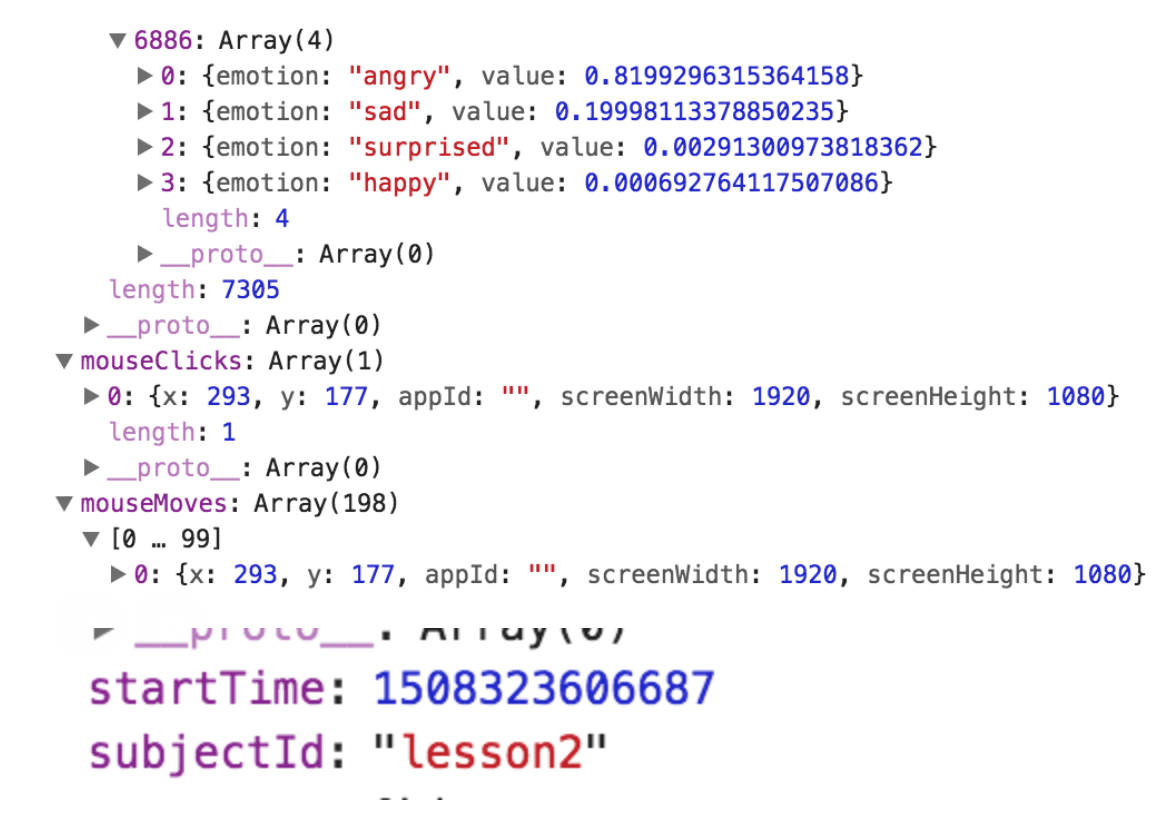 ▼6886: Array(4)
▶0: {emotion: "angry", value: 0.8199296315364158}
▶1: {emotion: "sad", value: 0.19998113378850235}
▶2: {emotion: "surprised", value: 0.00291300973818362}
▶3: {emotion: "happy", value: 0.000692764117507086}
length: 4
▶__proto__: Array(0)
length: 7305
▶__proto__: Array(0)
▼mouseClicks: Array(1)
▶0: {x: 293, y: 177, appId: "", screenWidth: 1920, screenHeight: 1080}
length: 1
▶__proto__: Array(0)
▼mouseMoves: Array(198)
▼[0 … 99]
▶0: {x: 293, y: 177, appId: "", screenWidth: 1920, screenHeight: 1080}
▶__proto__: Array(0)
startTime: 1508323606687
subjectId: "lesson2"